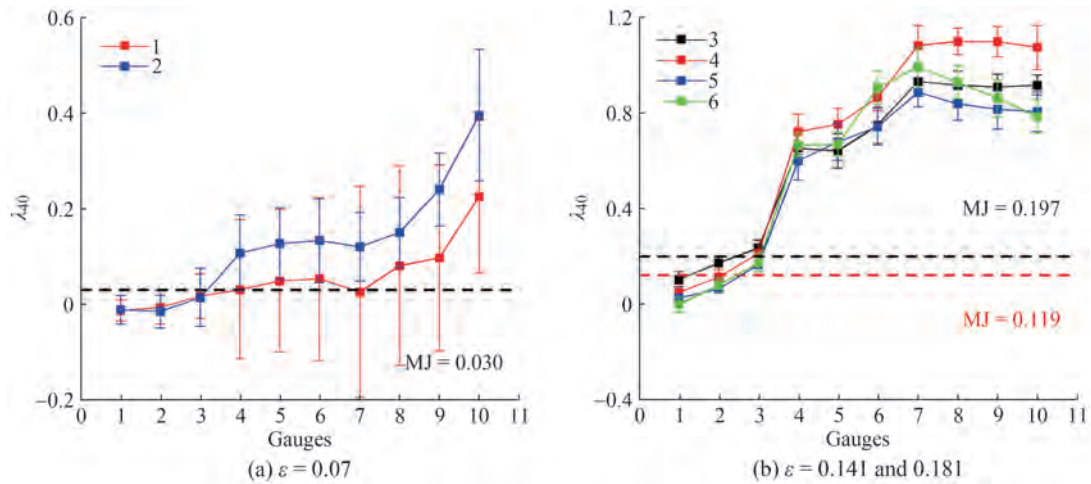 0.6
0.4
0.2
0
−0.2
λ₄₀
1
2
MJ = 0.030
0 1 2 3 4 5 6 7 8 9 10 11
Gauges
(a) ε = 0.07
1.2
0.8
0.4
0
−0.4
λ₄₀
3
4
5
6
MJ = 0.197
MJ = 0.119
0 1 2 3 4 5 6 7 8 9 10 11
Gauges
(b) ε = 0.141 and 0.181